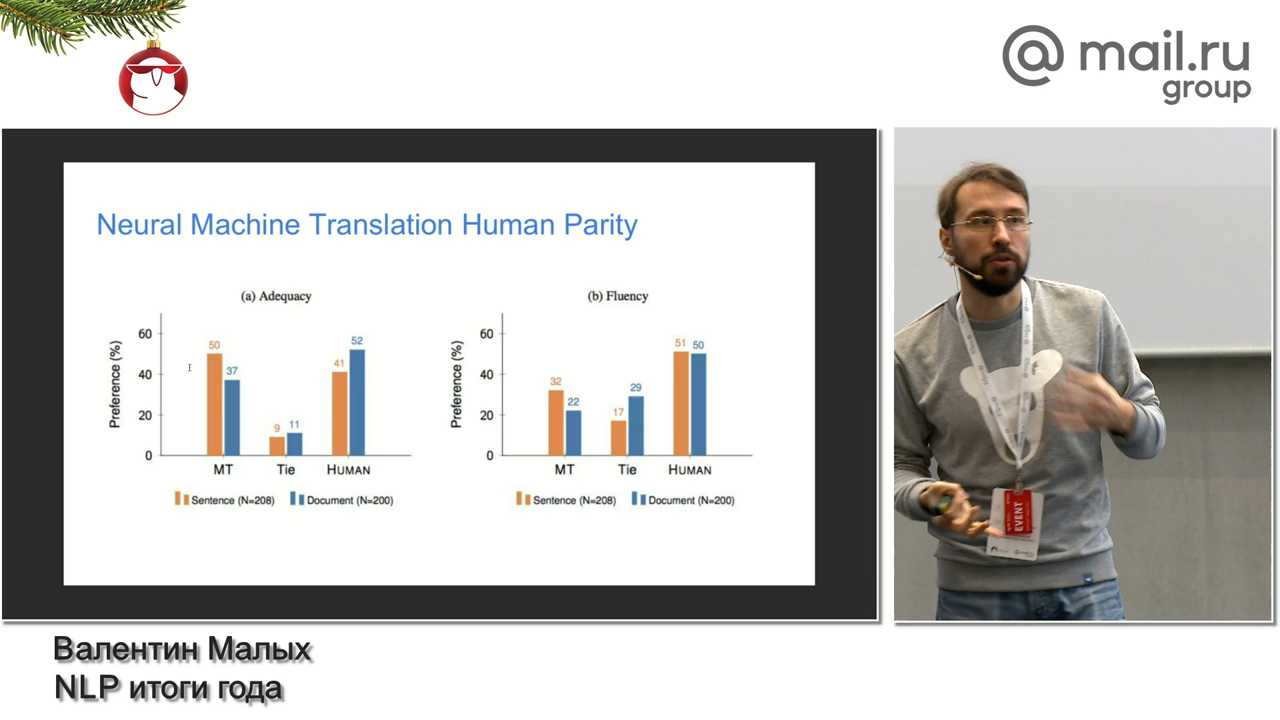 @ mail.ru
group
Neural Machine Translation Human Parity
(a) Adequacy
Preference (%)
60
40
20
0
50
37
9
11
41
52
MT
Tie
HUMAN
Sentence (N=208)
Document (N=200)
(b) Fluency
Preference (%)
60
40
20
0
32
22
17
29
51
50
MT
Tie
HUMAN
Sentence (N=208)
Document (N=200)
EVENT
Валентин Малых
NLP итоги года